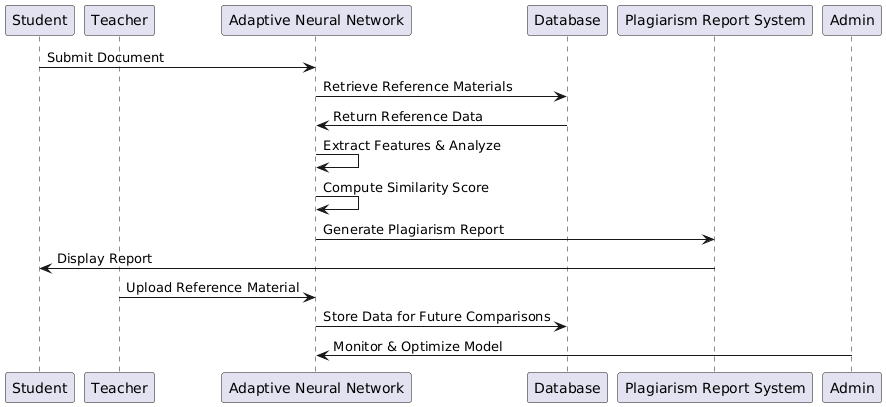 Student
Teacher
Adaptive Neural Network
Database
Plagiarism Report System
Admin
Submit Document
Retrieve Reference Materials
Return Reference Data
Extract Features & Analyze
Compute Similarity Score
Generate Plagiarism Report
Display Report
Upload Reference Material
Store Data for Future Comparisons
Monitor & Optimize Model
Student
Teacher
Adaptive Neural Network
Database
Plagiarism Report System
Admin